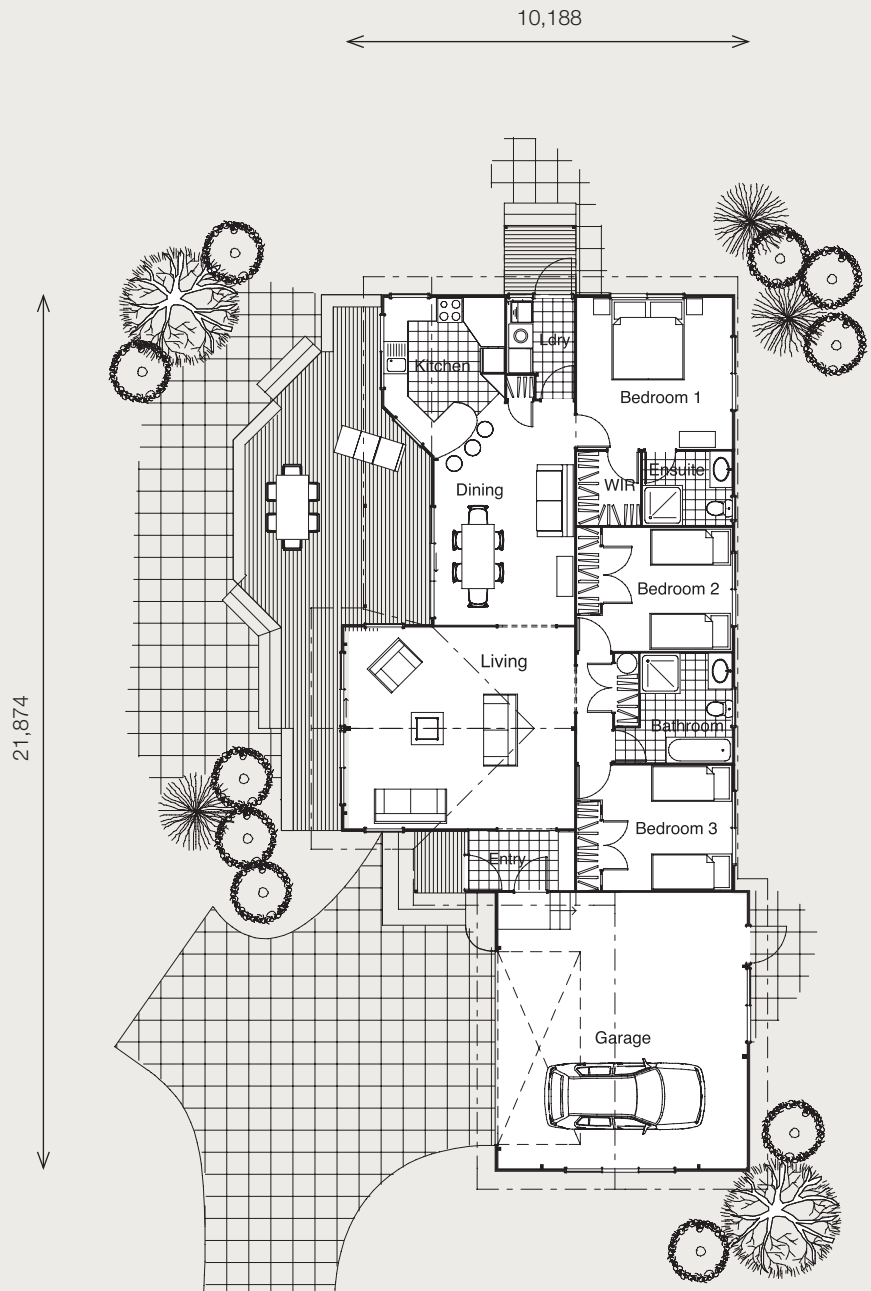 10,188
Ldry
Kitchen
Bedroom 1
Ensuite
WIR
Dining
Bedroom 2
Living
21,874
Bathroom
Bedroom 3
Entry
Garage